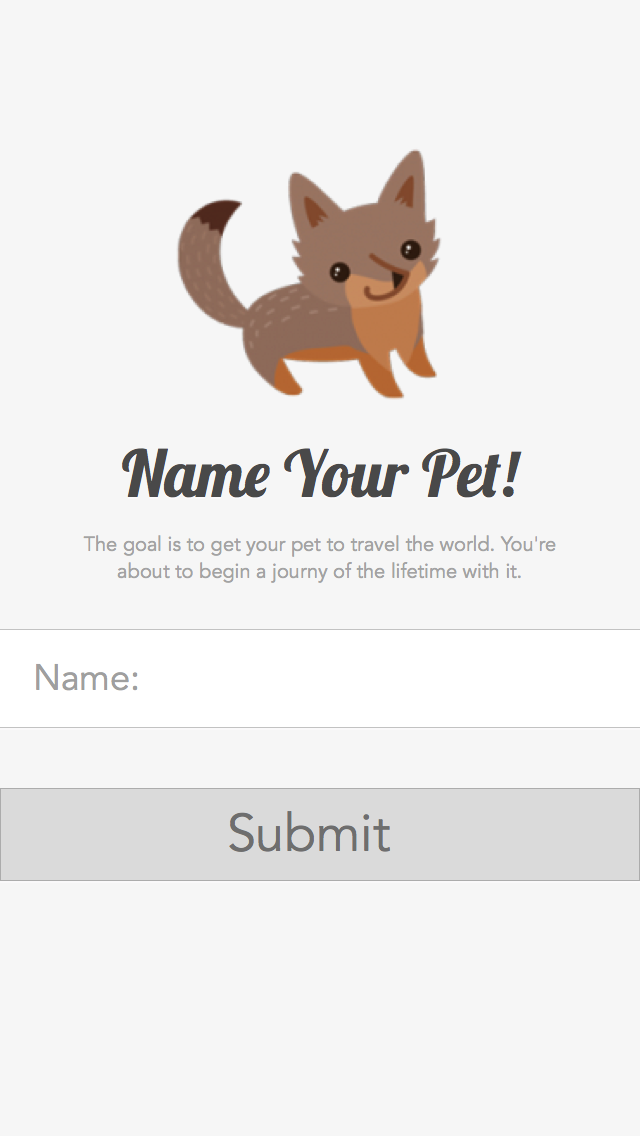 Name Your Pet!
The goal is to get your pet to travel the world. You're
about to begin a journy of the lifetime with it.
Name:
Submit